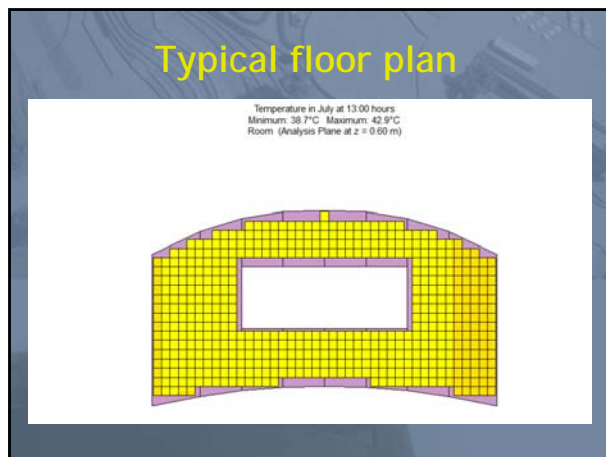 Typical floor plan
Temperature in July at 13:00 hours
Minimum: 38.7°C Maximum: 42.9°C
Room (Analysis Plane at z = 0.60 m)